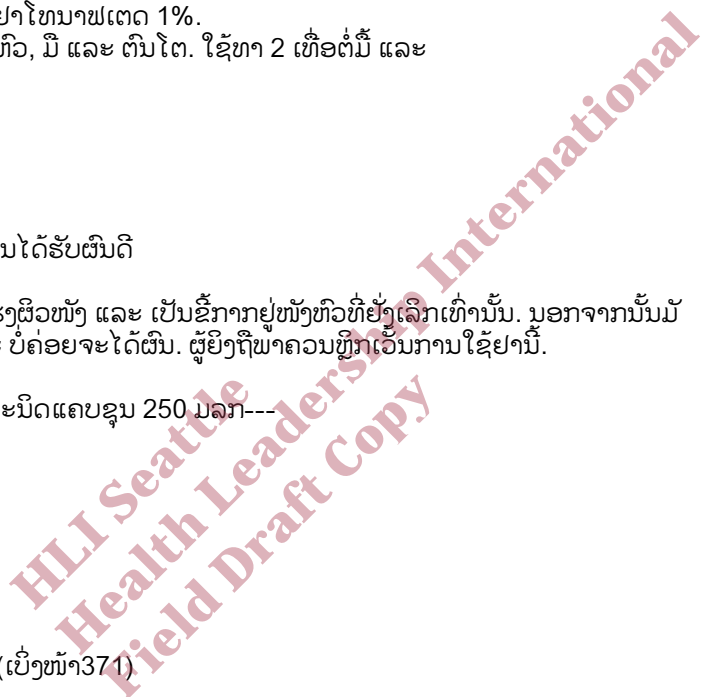 ຢາໂທນາຟເຕດ 1%.
ຫົວ, ມື ແລະ ຕົນໂຕ. ໃຊ້ທາ 2 ເທື່ອຕໍ່ມື້ ແລະ
ນໄດ້ຮັບຜົນດີ
ງຜິວໜັງ ແລະ ເປັນຂີ້ກາກຢູ່ໜັງຫົວທີ່ຢັ່ງເລິກເທົ່ານັ້ນ. ນອກຈາກນັ້ນມັ
ບໍ່ຄ່ອຍຈະໄດ້ຜົນ. ຜູ້ຍິງຖືພາຄວນຫຼີກເວັ້ນການໃຊ້ຢານີ້.
ະນິດແຄບຊຸນ 250 ມລກ---
(ເບິ່ງໜ້າ371)
HLI Seattle
Health Leadership International
Field Draft Copy